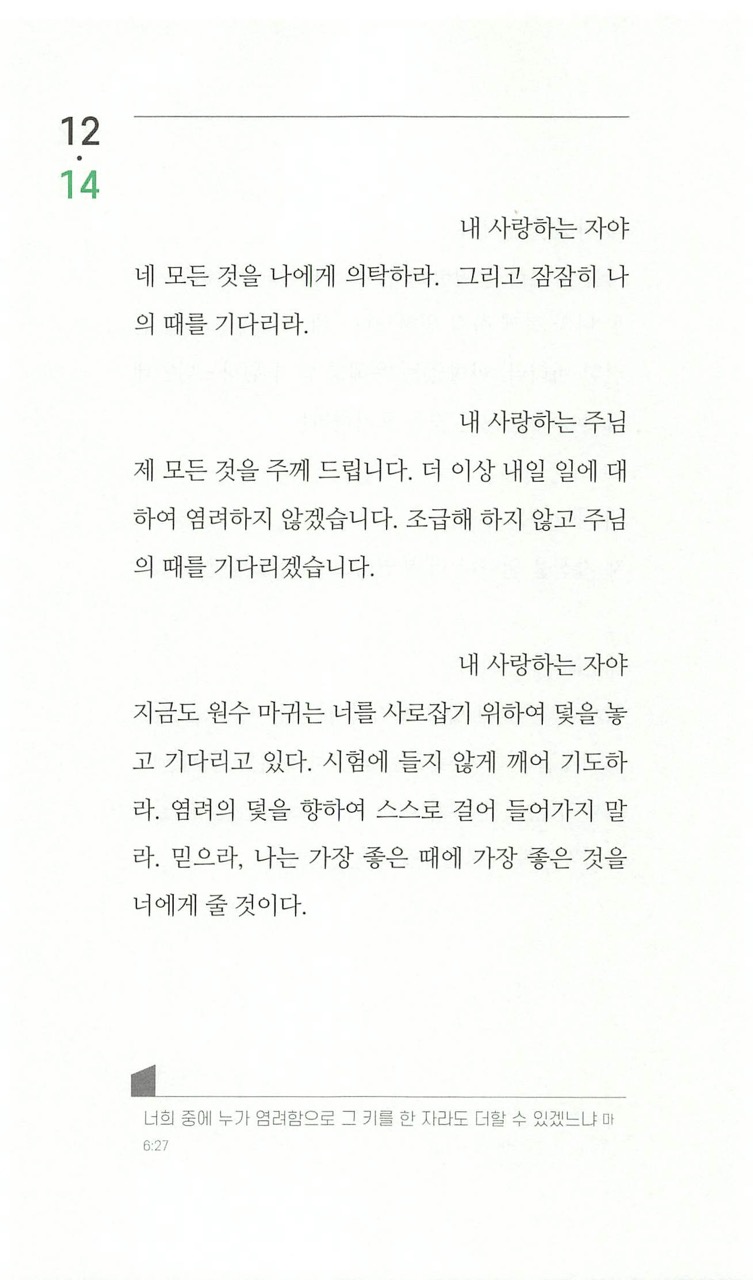 12
·
14
내 사랑하는 자야
네 모든 것을 나에게 의탁하라. 그리고 잠잠히 나
의 때를 기다리라.
내 사랑하는 주님
제 모든 것을 주께 드립니다. 더 이상 내일 일에 대
하여 염려하지 않겠습니다. 조급해 하지 않고 주님
의 때를 기다리겠습니다.
내 사랑하는 자야
지금도 원수 마귀는 너를 사로잡기 위하여 덫을 놓
고 기다리고 있다. 시험에 들지 않게 깨어 기도하
라. 염려의 덫을 향하여 스스로 걸어 들어가지 말
라. 믿으라, 나는 가장 좋은 때에 가장 좋은 것을
너에게 줄 것이다.
너희 중에 누가 염려함으로 그 키를 한 자라도 더할 수 있겠느냐 마
6:27